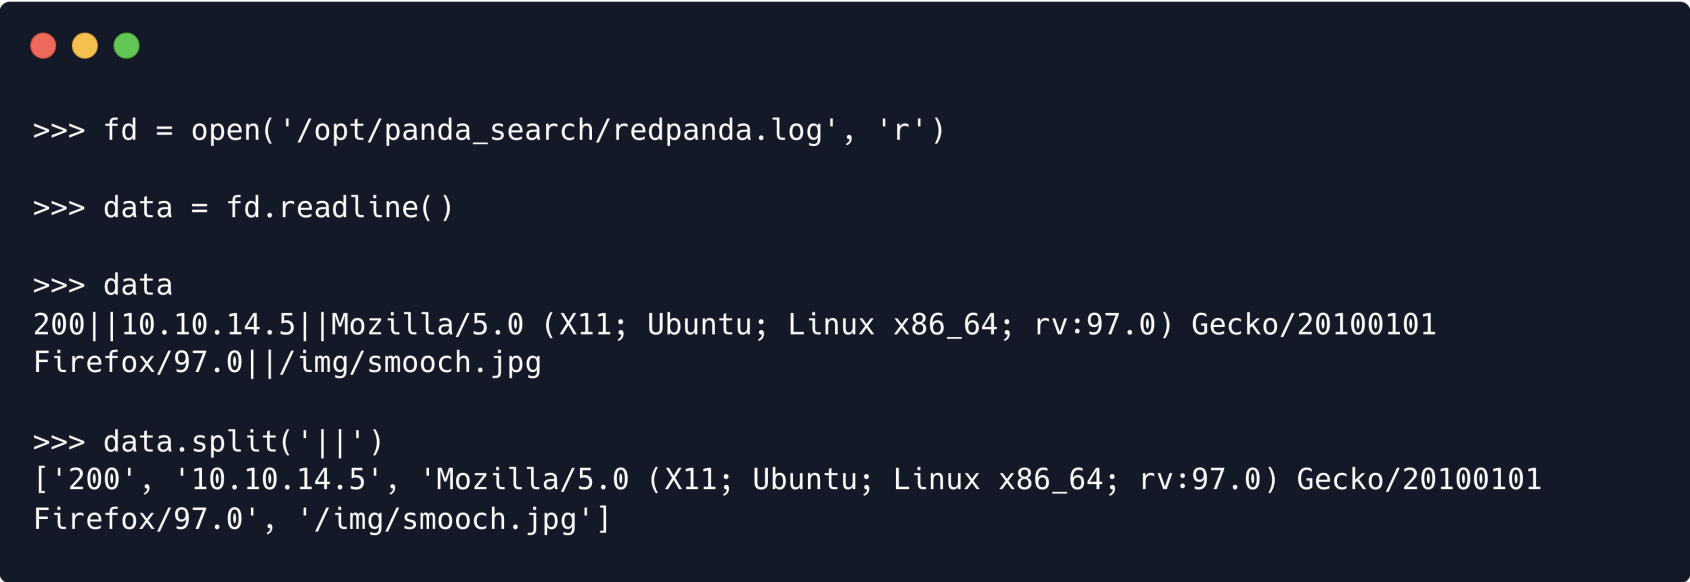 >>> fd = open('/opt/panda_search/redpanda.log', 'r')
>>> data = fd.readline()
>>> data
200||10.10.14.5||Mozilla/5.0 (X11; Ubuntu; Linux x86_64; rv:97.0) Gecko/20100101
Firefox/97.0||/img/smooch.jpg
>>> data.split('||')
['200', '10.10.14.5', 'Mozilla/5.0 (X11; Ubuntu; Linux x86_64; rv:97.0) Gecko/20100101
Firefox/97.0', '/img/smooch.jpg']